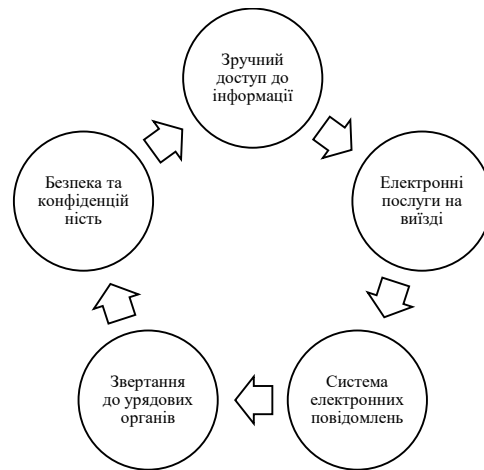 Зручний
доступ до
інформації
Електронні
послуги на
виїзді
Система
електронних
повідомлень
Звертання
до урядових
органів
Безпека та
конфіденцій
ність